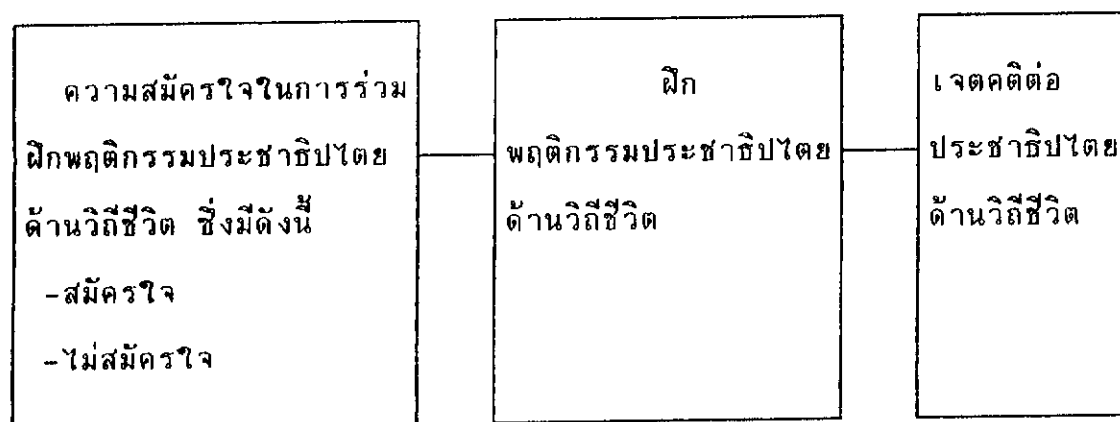 ความสมัครใจในการร่วม
ฝึกพฤติกรรมประชาธิปไตย
ด้านวิถีชีวิต ซึ่งมีดังนี้
-สมัครใจ
-ไม่สมัครใจ
ฝึก
พฤติกรรมประชาธิปไตย
ด้านวิถีชีวิต
เจตคติต่อ
ประชาธิปไตย
ด้านวิถีชีวิต